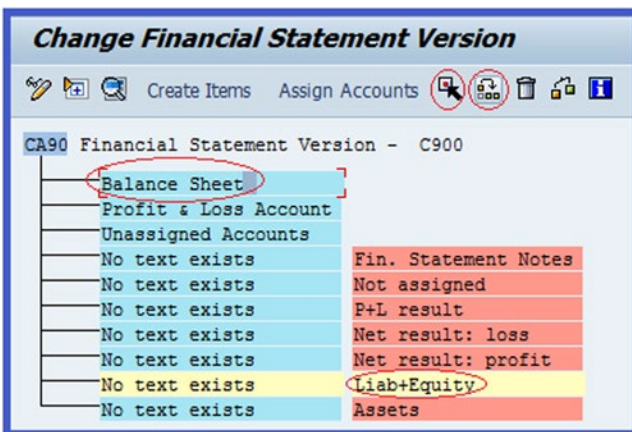 Change Financial Statement Version
Create Items Assign Accounts
CA90 Financial Statement Version - C900
Balance Sheet
Profit & Loss Account
Unassigned Accounts
No text exists Fin. Statement Notes
No text exists Not assigned
No text exists P+L result
No text exists Net result: loss
No text exists Net result: profit
No text exists Liab+Equity
No text exists Assets